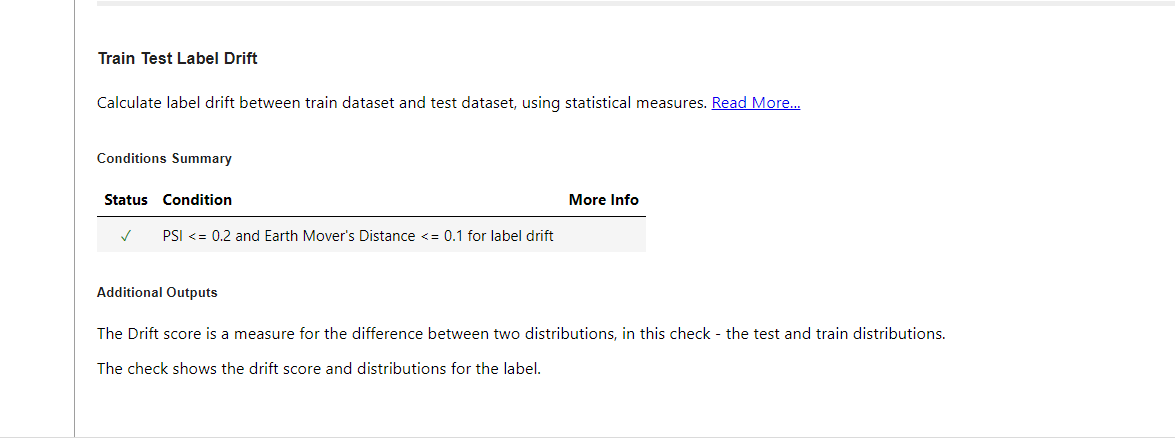 Train Test Label Drift
Calculate label drift between train dataset and test dataset, using statistical measures. Read More...
Conditions Summary
Status Condition More Info
✓ PSI <= 0.2 and Earth Mover's Distance <= 0.1 for label drift
Additional Outputs
The Drift score is a measure for the difference between two distributions, in this check - the test and train distributions.
The check shows the drift score and distributions for the label.